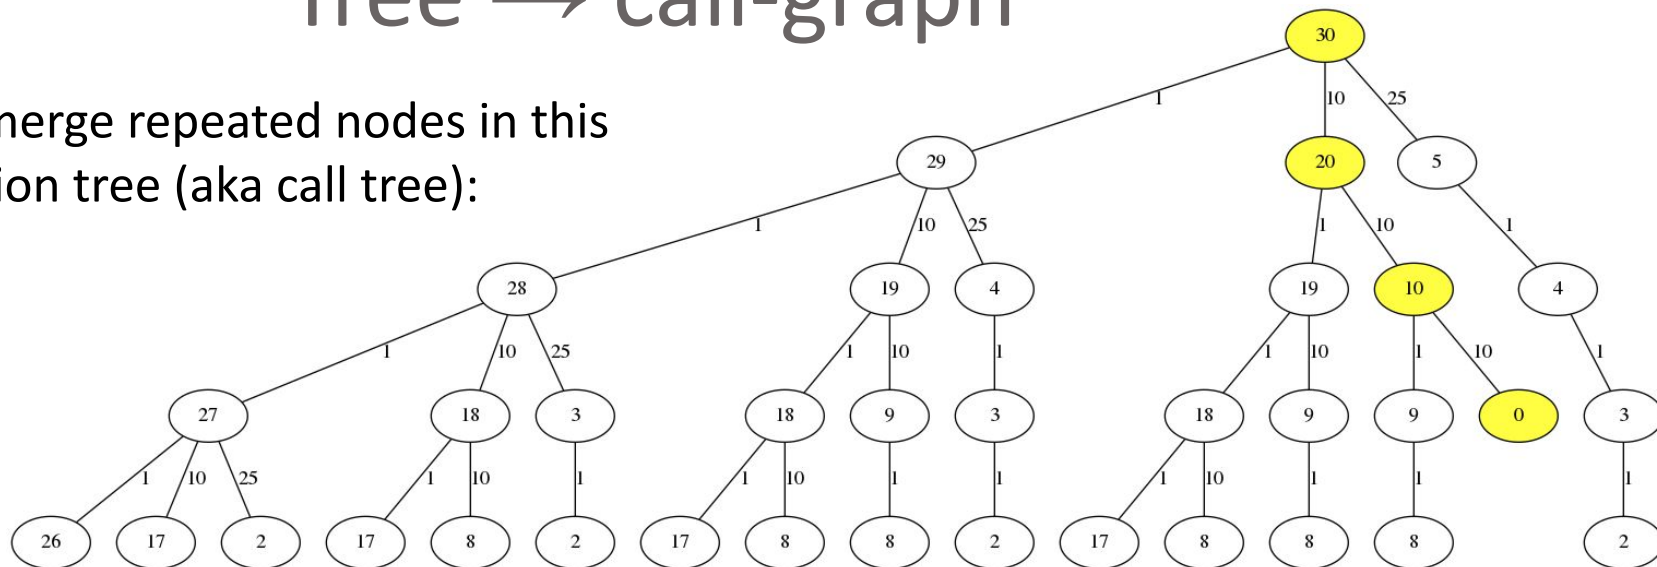 Tree → call-graph
merge repeated nodes in this
ion tree (aka call tree):
30
1 10 25
29 20 5
1 10 25 1 10 1
28 19 4 19 10 4
1 10 25 1 10 1 1 10 1 10 1
27 18 3 18 9 3 18 9 9 0 3
1 10 25 1 10 1 1 10 1 1 1 10 1 1 1
26 17 2 17 8 2 17 8 8 2 17 8 8 8 2